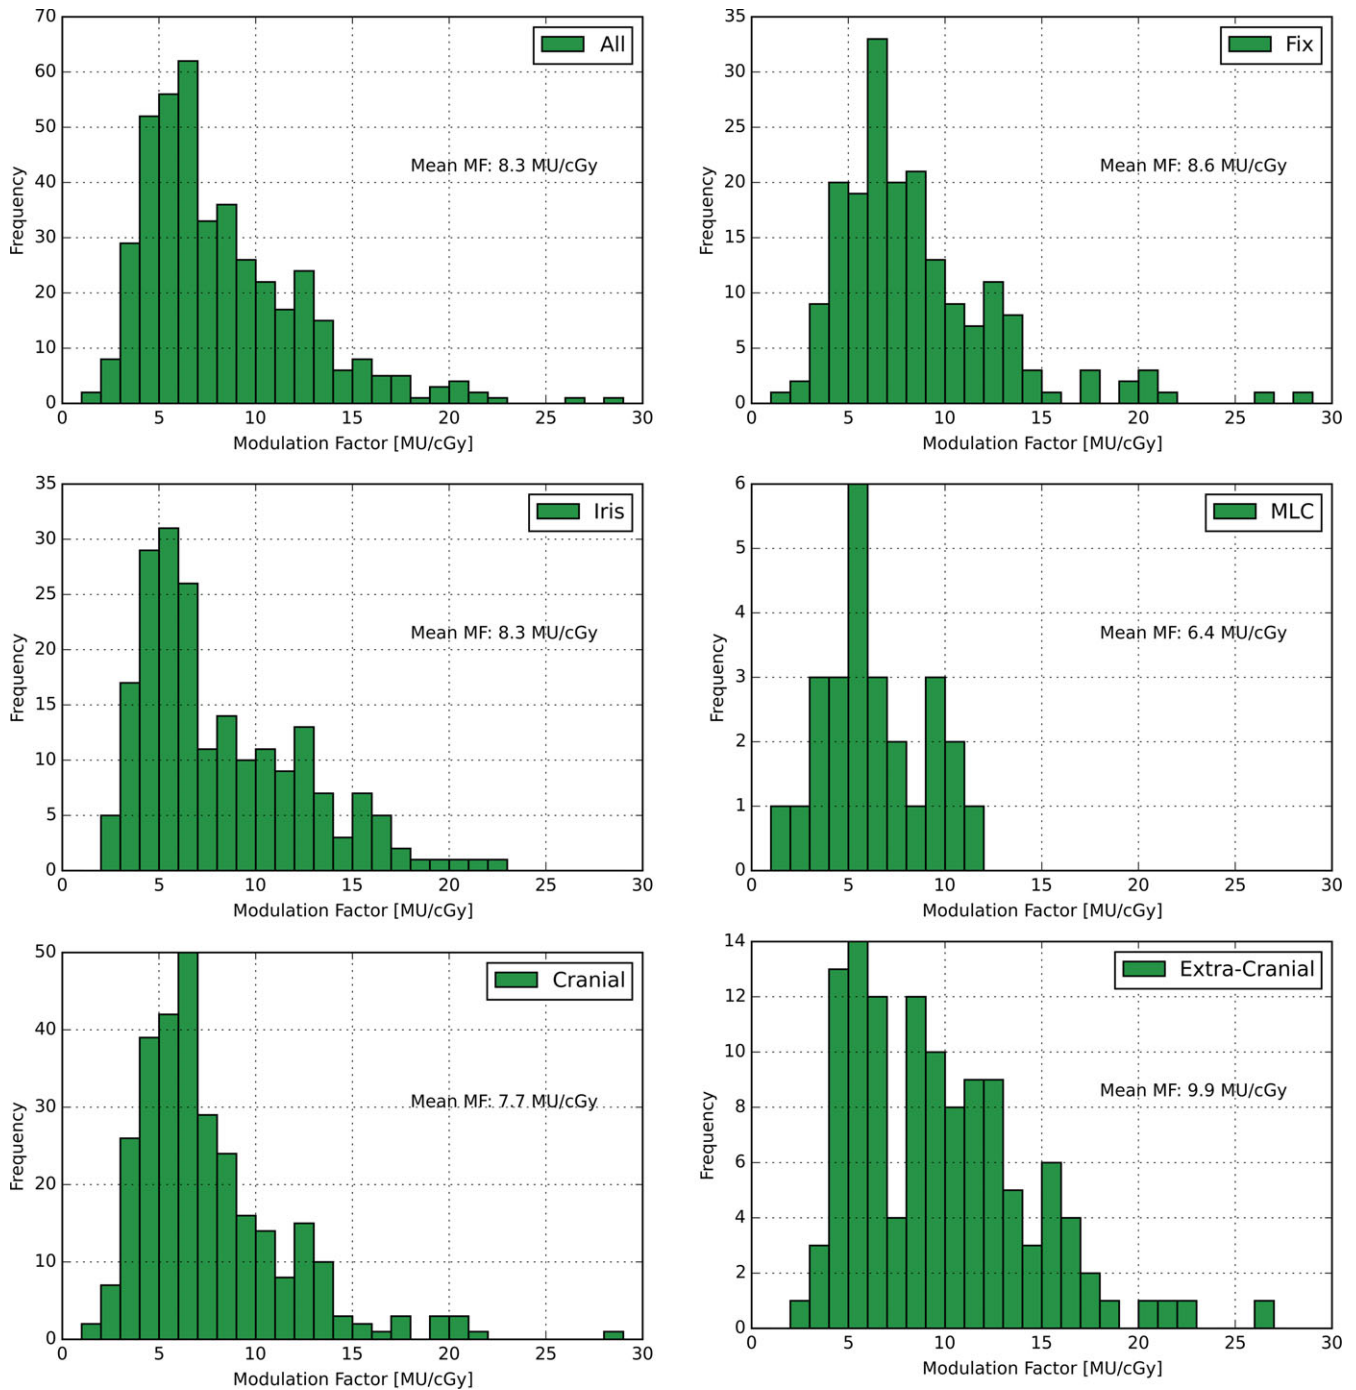 70
60
50
40
30
20
10
0
Frequency
All
Mean MF: 8.3 MU/cGy
0 5 10 15 20 25 30
Modulation Factor [MU/cGy]
35
30
25
20
15
10
5
0
Frequency
Fix
Mean MF: 8.6 MU/cGy
0 5 10 15 20 25 30
Modulation Factor [MU/cGy]
35
30
25
20
15
10
5
0
Frequency
Iris
Mean MF: 8.3 MU/cGy
0 5 10 15 20 25 30
Modulation Factor [MU/cGy]
6
5
4
3
2
1
0
Frequency
MLC
Mean MF: 6.4 MU/cGy
0 5 10 15 20 25 30
Modulation Factor [MU/cGy]
50
40
30
20
10
0
Frequency
Cranial
Mean MF: 7.7 MU/cGy
0 5 10 15 20 25 30
Modulation Factor [MU/cGy]
14
12
10
8
6
4
2
0
Frequency
Extra-Cranial
Mean MF: 9.9 MU/cGy
0 5 10 15 20 25 30
Modulation Factor [MU/cGy]